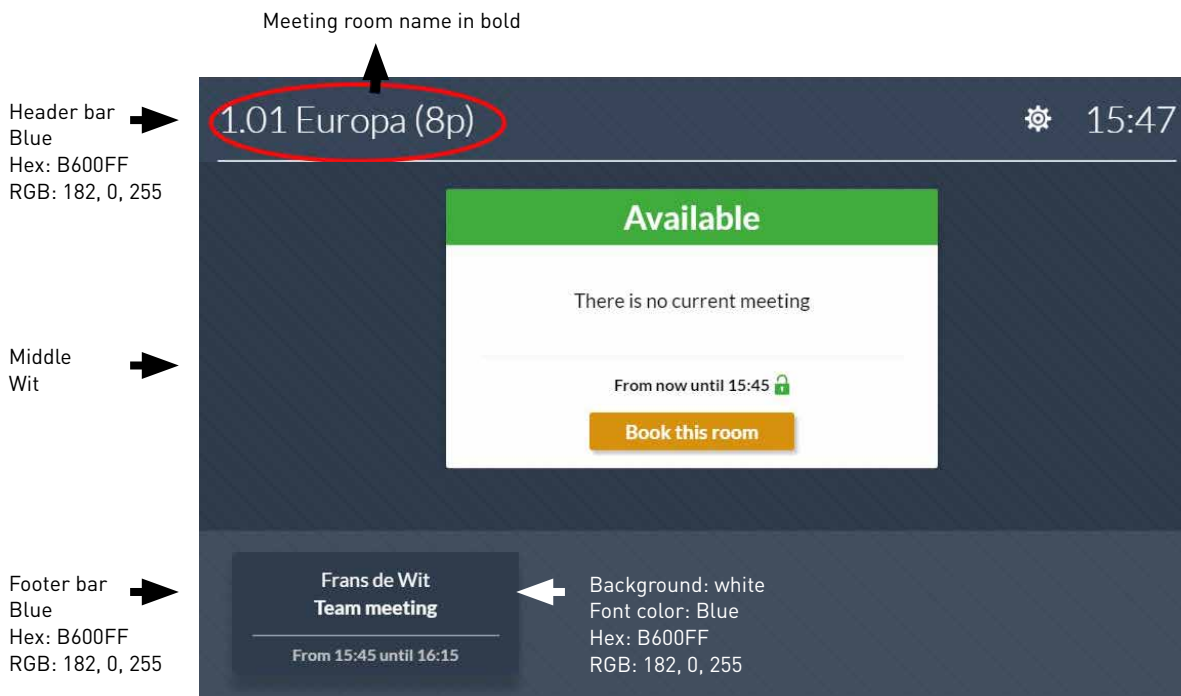 Meeting room name in bold
Header bar
Blue
Hex: B600FF
RGB: 182, 0, 255
1.01 Europa (8p)
15:47
Available
There is no current meeting
From now until 15:45
Book this room
Middle
Wit
Footer bar
Blue
Hex: B600FF
RGB: 182, 0, 255
Frans de Wit
Team meeting
From 15:45 until 16:15
Background: white
Font color: Blue
Hex: B600FF
RGB: 182, 0, 255